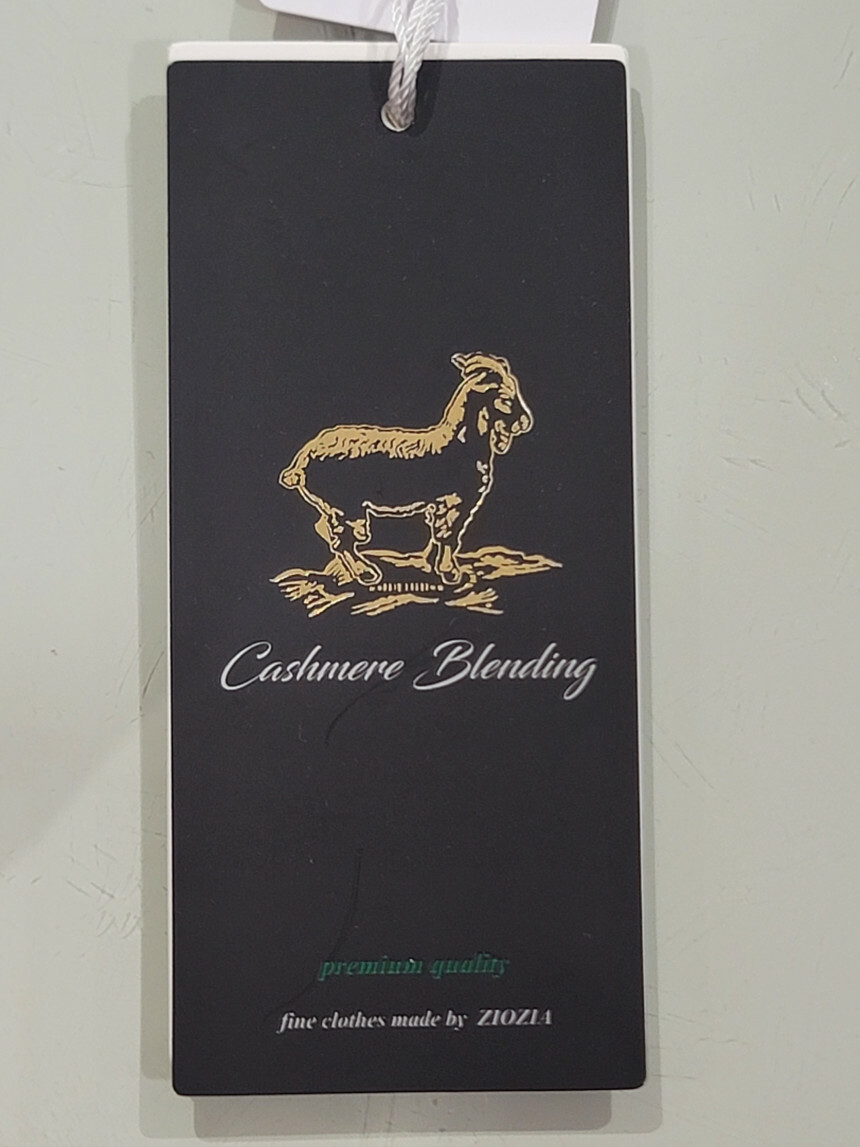 Cashmere Blending
premium quality
fine clothes made by ZIOZIA